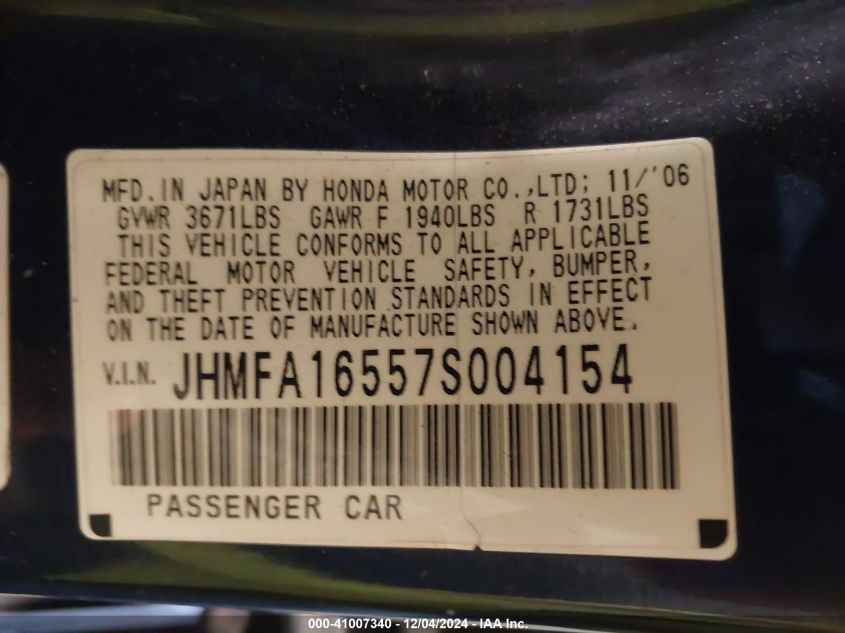 MFD. IN JAPAN BY HONDA MOTOR CO.,LTD; 11/'06
GVWR 3671LBS GAWR F 1940LBS R 1731LBS
THIS VEHICLE CONFORMS TO ALL APPLICABLE
FEDERAL MOTOR VEHICLE SAFETY, BUMPER,
AND THEFT PREVENTION STANDARDS IN EFFECT
ON THE DATE OF MANUFACTURE SHOWN ABOVE.
V.I.N. JHMFA16557S004154
PASSENGER CAR
000-41007340 - 12/04/2024 - IAA Inc.